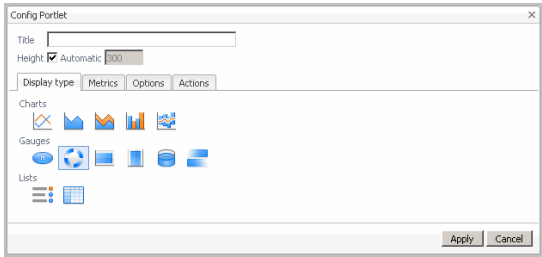 Config Portlet
Title
Height Automatic 300
Display type Metrics Options Actions
Charts
Gauges
Lists
Apply Cancel